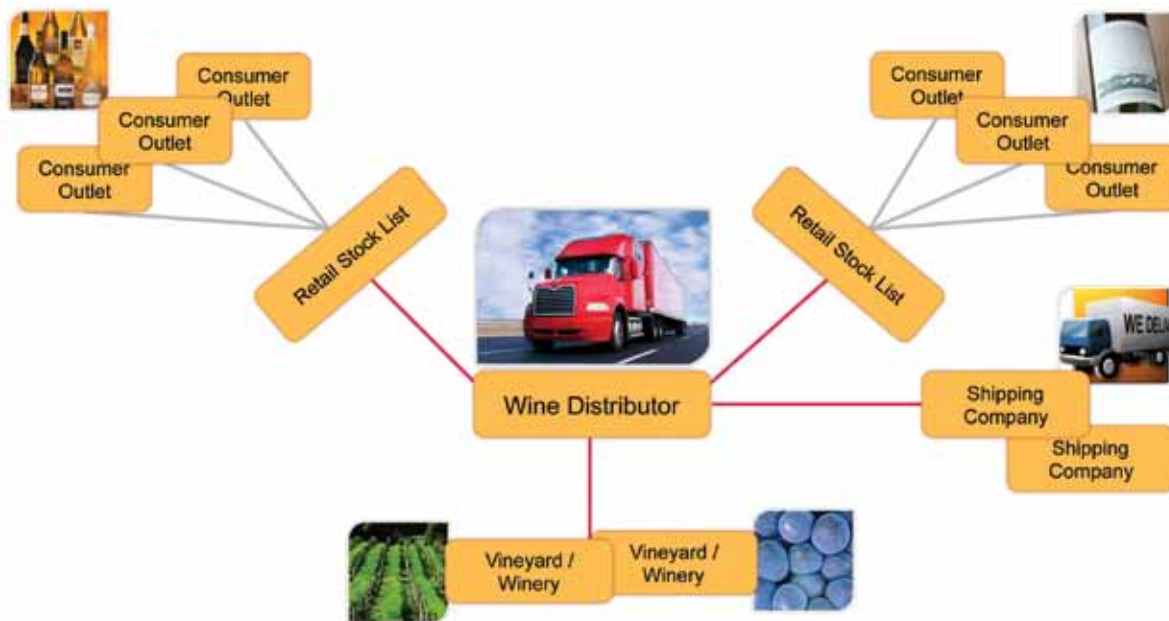 Consumer
Outlet
Consumer
Outlet
Consumer
Outlet
Retail Stock List
Consumer
Outlet
Consumer
Outlet
Consumer
Outlet
Retail Stock List
WE DELI
Wine Distributor
Shipping
Company
Shipping
Company
Vineyard /
Winery
Vineyard /
Winery